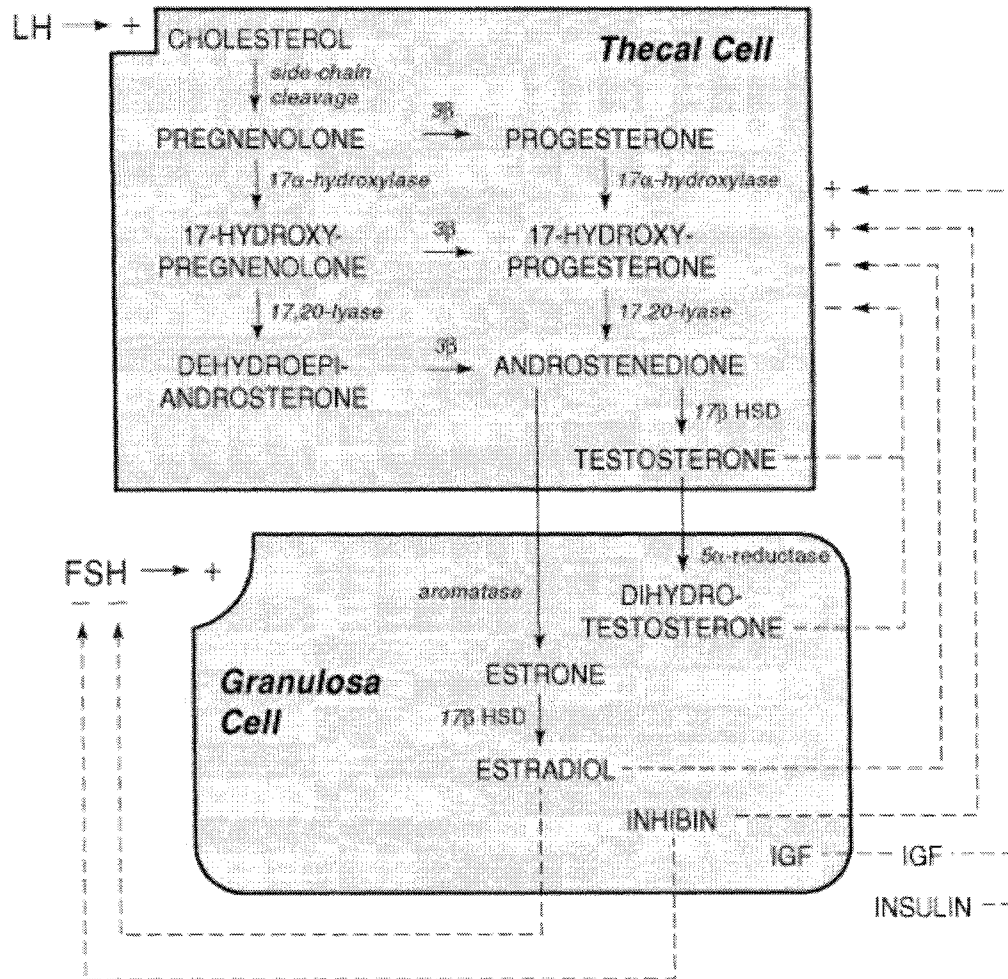 LH → +
CHOLESTEROL
Thecal Cell
side-chain
cleavage
PREGNENOLONE 3β PROGESTERONE
17α-hydroxylase 17α-hydroxylase +
17-HYDROXY-
PREGNENOLONE 3β 17-HYDROXY-
PROGESTERONE +
−
17,20-lyase 17,20-lyase −
DEHYDROEPI-
ANDROSTERONE 3β ANDROSTENEDIONE
17β HSD
TESTOSTERONE
FSH → +
− −
aromatase
5α-reductase
DIHYDRO-
TESTOSTERONE
Granulosa
Cell
ESTRONE
17β HSD
ESTRADIOL
INHIBIN
IGF IGF
INSULIN